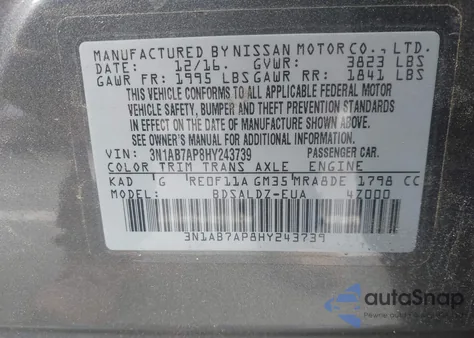 MANUFACTURED BY NISSAN MOTOR CO., LTD.
DATE: 12/16. GVWR: 3823 LBS
GAWR FR: 1995 LBS GAWR RR: 1841 LBS
THIS VEHICLE CONFORMS TO ALL APPLICABLE FEDERAL MOTOR
VEHICLE SAFETY, BUMPER AND THEFT PREVENTION STANDARDS
IN EFFECT ON THE DATE OF MANUFACTURE SHOWN ABOVE.
SEE OWNER'S MANUAL FOR ADDITIONAL INFORMATION
VIN: 3N1AB7AP8HY243739 PASSENGER CAR.
COLOR TRIM TRANS AXLE ENGINE
KAD G RE0F11A GM35 MRA8DE 1798 CC
BDSALDZ-EUA 47000
3N1AB7AP8HY243739
autoSnap